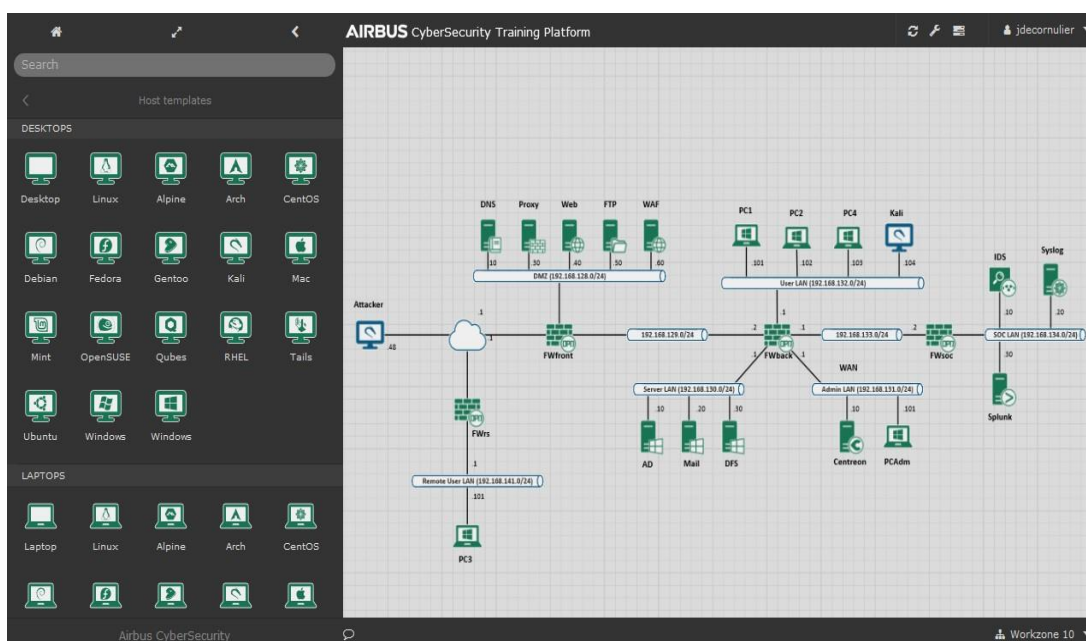 AIRBUS CyberSecurity Training Platform
jdecornulier
Search
Host templates
DESKTOPS
Desktop Linux Alpine Arch CentOS
Debian Fedora Gentoo Kali Mac
Mint OpenSUSE Qubes RHEL Tails
Ubuntu Windows Windows
LAPTOPS
Laptop Linux Alpine Arch CentOS
Airbus CyberSecurity
Workzone 10
DNS Proxy Web FTP WAF
.10 .30 .40 .50 .60
DMZ (192.168.128.0/24)
PC1 PC2 PC4 Kali
.101 .102 .103 .104
User LAN (192.168.132.0/24)
IDS Syslog
.10 .20
SOC LAN (192.168.134.0/24)
.30
Splunk
Attacker
.1
.1
FWfront
192.168.129.0/24
.2 .1 .1
FWback
192.168.133.0/24
.2 .1
FWsoc
.1 .1
WAN
Server LAN (192.168.130.0/24)
.10 .20 .30
AD Mail DFS
Admin LAN (192.168.131.0/24)
.10 .101
Centreon PCAdm
FWrs
.1
Remote User LAN (192.168.141.0/24)
.101
PC3